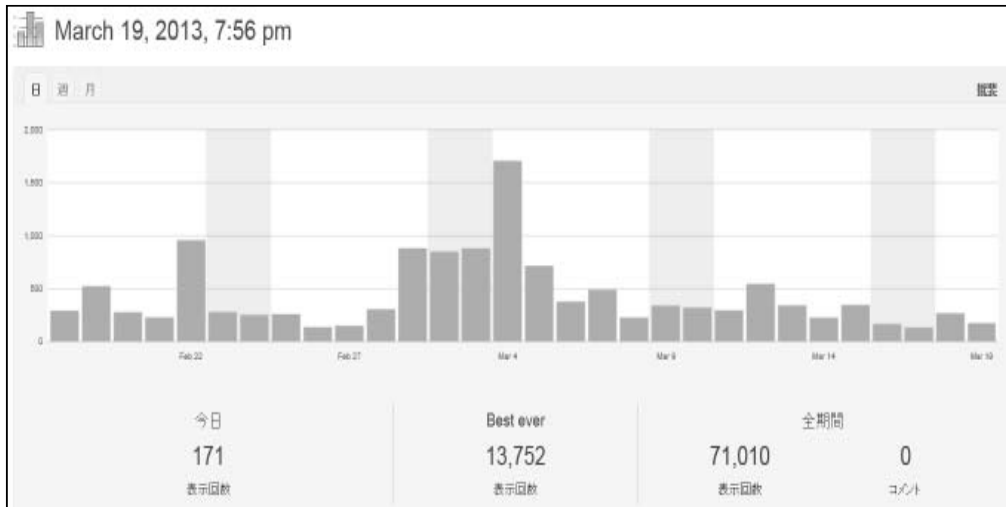 March 19, 2013, 7:56 pm
日 週 月 概要
2,000
1,500
1,000
500
0
Feb 22 Feb 27 Mar 4 Mar 9 Mar 14 Mar 19
今日 Best ever 全期間
171 13,752 71,010 0
表示回数 表示回数 表示回数 コメント